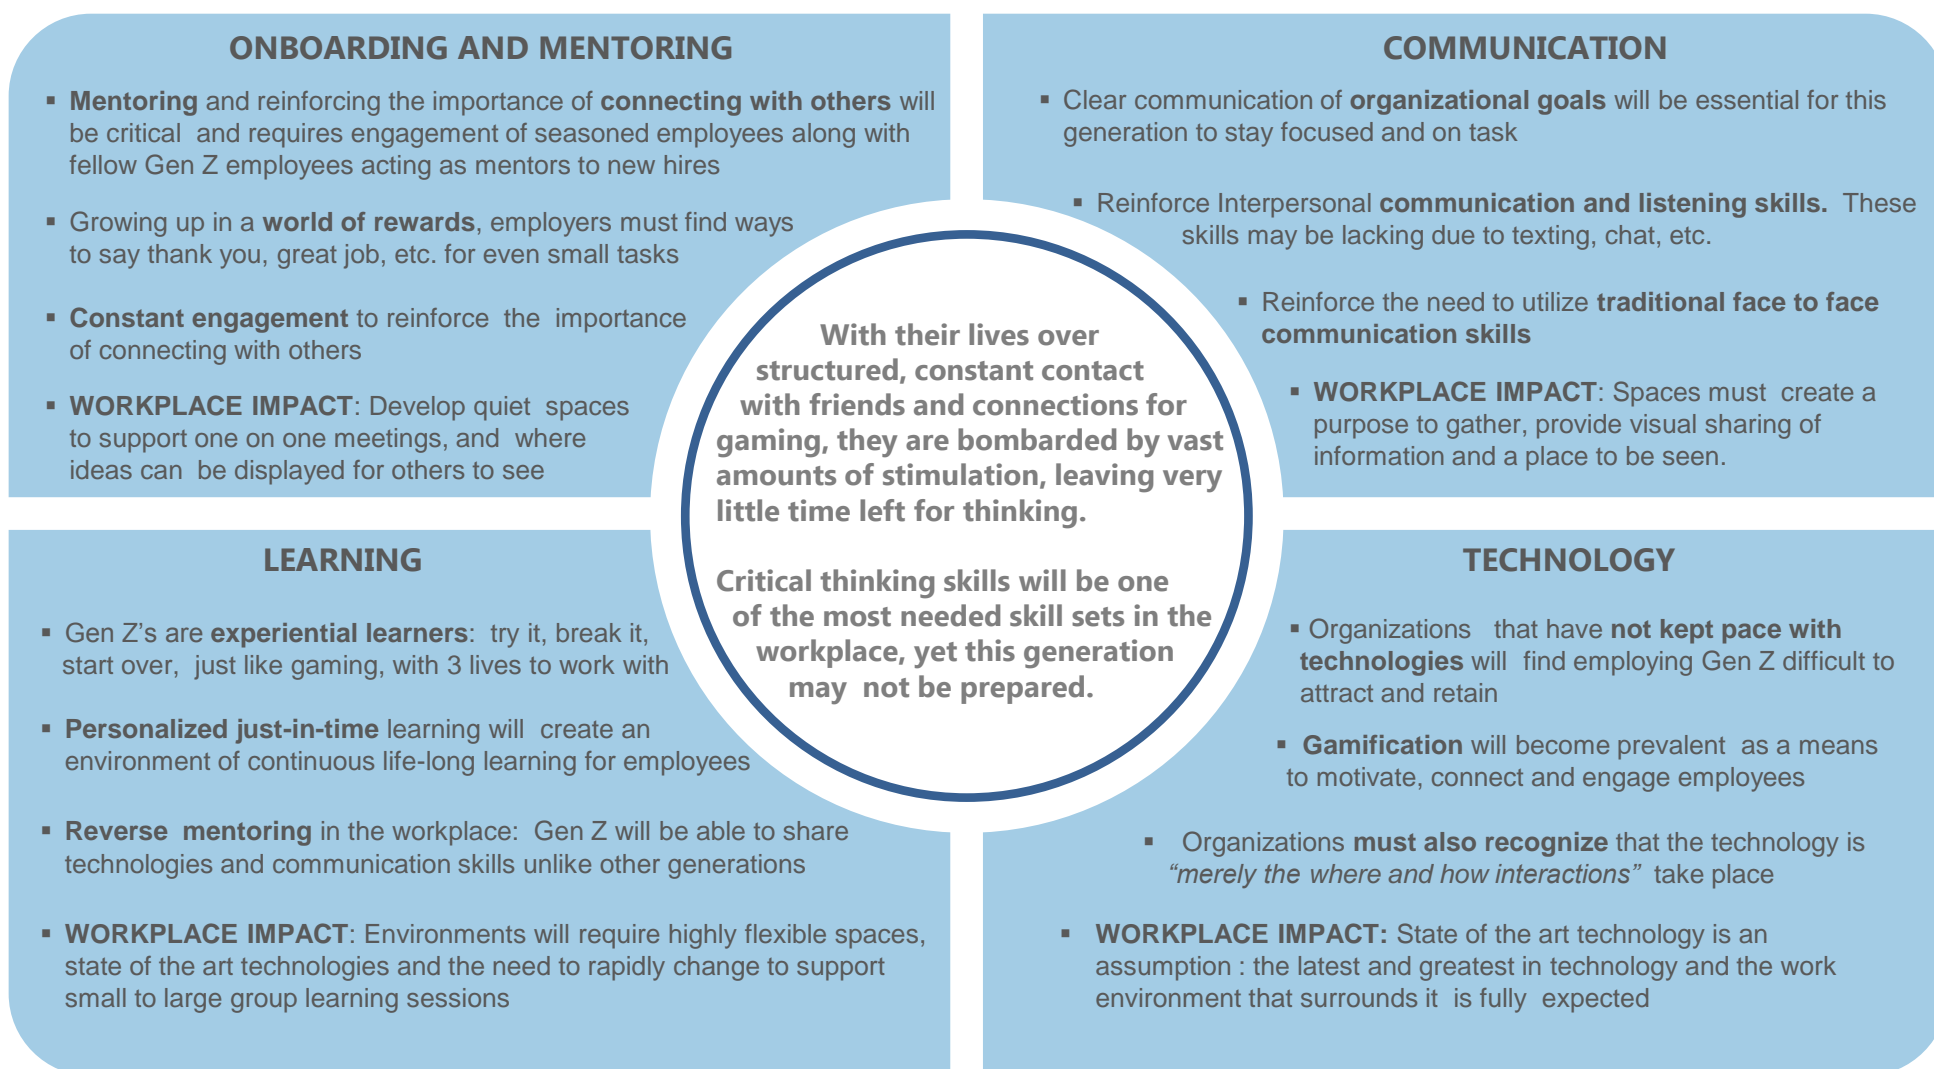 ONBOARDING AND MENTORING
▪ Mentoring and reinforcing the importance of connecting with others will
be critical and requires engagement of seasoned employees along with
fellow Gen Z employees acting as mentors to new hires
▪ Growing up in a world of rewards, employers must find ways
to say thank you, great job, etc. for even small tasks
▪ Constant engagement to reinforce the importance
of connecting with others
▪ WORKPLACE IMPACT: Develop quiet spaces
to support one on one meetings, and where
ideas can be displayed for others to see
COMMUNICATION
▪ Clear communication of organizational goals will be essential for this
generation to stay focused and on task
▪ Reinforce Interpersonal communication and listening skills. These
skills may be lacking due to texting, chat, etc.
▪ Reinforce the need to utilize traditional face to face
communication skills
▪ WORKPLACE IMPACT: Spaces must create a
purpose to gather, provide visual sharing of
information and a place to be seen.
With their lives over
structured, constant contact
with friends and connections for
gaming, they are bombarded by vast
amounts of stimulation, leaving very
little time left for thinking.
Critical thinking skills will be one
of the most needed skill sets in the
workplace, yet this generation
may not be prepared.
LEARNING
▪ Gen Z’s are experiential learners: try it, break it,
start over, just like gaming, with 3 lives to work with
▪ Personalized just-in-time learning will create an
environment of continuous life-long learning for employees
▪ Reverse mentoring in the workplace: Gen Z will be able to share
technologies and communication skills unlike other generations
▪ WORKPLACE IMPACT: Environments will require highly flexible spaces,
state of the art technologies and the need to rapidly change to support
small to large group learning sessions
TECHNOLOGY
▪ Organizations that have not kept pace with
technologies will find employing Gen Z difficult to
attract and retain
▪ Gamification will become prevalent as a means
to motivate, connect and engage employees
▪ Organizations must also recognize that the technology is
“merely the where and how interactions” take place
▪ WORKPLACE IMPACT: State of the art technology is an
assumption : the latest and greatest in technology and the work
environment that surrounds it is fully expected